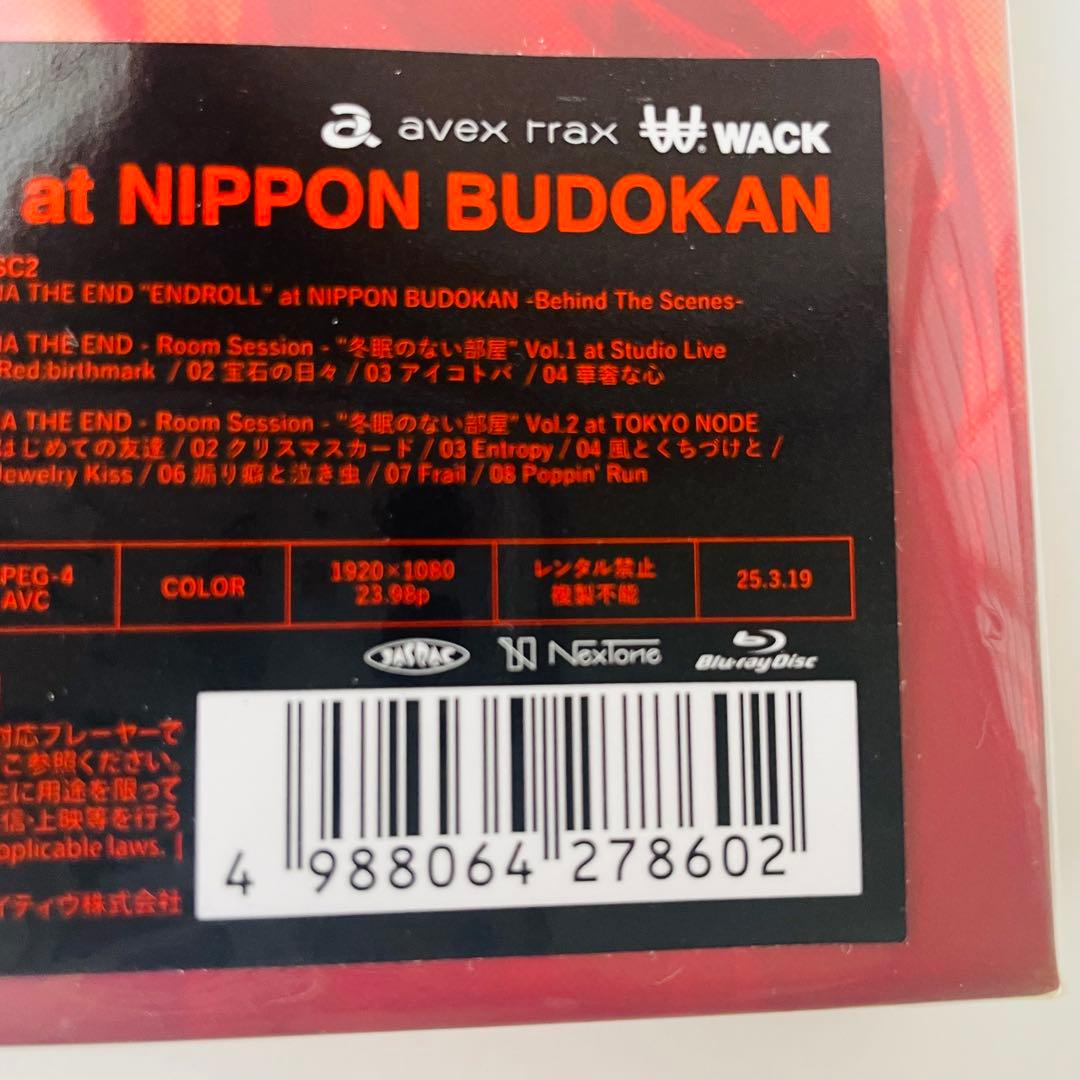 avex trax WACK
at NIPPON BUDOKAN
SC2
NA THE END "ENDROLL" at NIPPON BUDOKAN -Behind The Scenes-
NA THE END - Room Session - "冬眠のない部屋" Vol.1 at Studio Live
Red:birthmark / 02 宝石の日々 / 03 アイコトバ / 04 華奢な心
NA THE END - Room Session - "冬眠のない部屋" Vol.2 at TOKYO NODE
はじめての友達 / 02 クリスマスカード / 03 Entropy / 04 風とくちづけと /
Jewelry Kiss / 06 掘り癖と泣き虫 / 07 Frail / 08 Poppin' Run
PEG-4
AVC
COLOR
1920×1080
23.98p
レンタル禁止
複製不能
25.3.19
JASRAC NexTone Blu-ray Disc
対応プレーヤーで
ご参照ください。
生に用途を限って
信・上映等を行う
pplicable laws. |
イティヴ株式会社
4 988064 278602